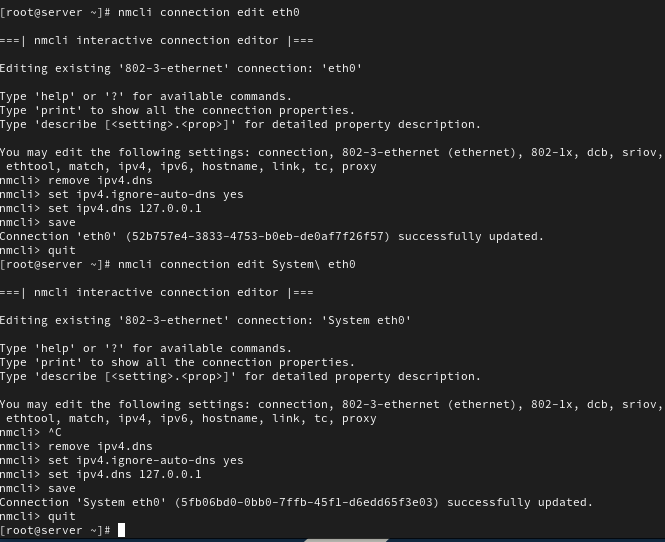 [root@server ~]# nmcli connection edit eth0
===| nmcli interactive connection editor |===
Editing existing '802-3-ethernet' connection: 'eth0'
Type 'help' or '?' for available commands.
Type 'print' to show all the connection properties.
Type 'describe [<setting>.<prop>]' for detailed property description.
You may edit the following settings: connection, 802-3-ethernet (ethernet), 802-1x, dcb, sriov,
ethtool, match, ipv4, ipv6, hostname, link, tc, proxy
nmcli> remove ipv4.dns
nmcli> set ipv4.ignore-auto-dns yes
nmcli> set ipv4.dns 127.0.0.1
nmcli> save
Connection 'eth0' (52b757e4-3833-4753-b0eb-de0af7f26f57) successfully updated.
nmcli> quit
[root@server ~]# nmcli connection edit System\ eth0
===| nmcli interactive connection editor |===
Editing existing '802-3-ethernet' connection: 'System eth0'
Type 'help' or '?' for available commands.
Type 'print' to show all the connection properties.
Type 'describe [<setting>.<prop>]' for detailed property description.
You may edit the following settings: connection, 802-3-ethernet (ethernet), 802-1x, dcb, sriov,
ethtool, match, ipv4, ipv6, hostname, link, tc, proxy
nmcli> ^C
nmcli> remove ipv4.dns
nmcli> set ipv4.ignore-auto-dns yes
nmcli> set ipv4.dns 127.0.0.1
nmcli> save
Connection 'System eth0' (5fb06bd0-0bb0-7ffb-45f1-d6edd65f3e03) successfully updated.
nmcli> quit
[root@server ~]#